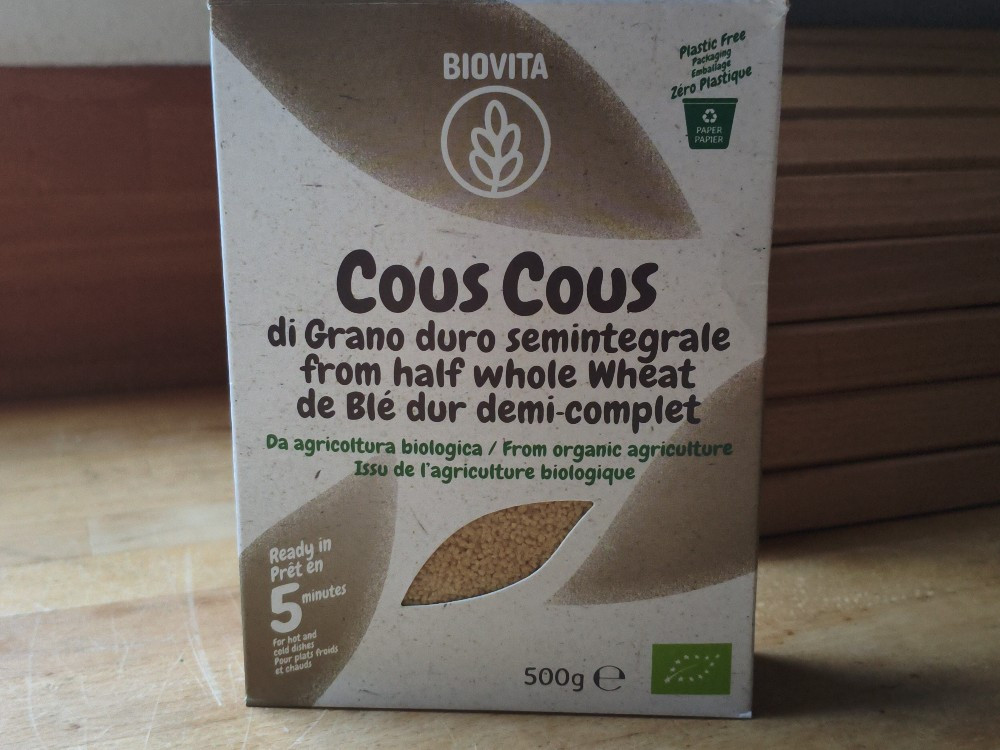 BIOVITA
Plastic Free
Packaging
Emballage
Zéro Plastique
PAPER
PAPIER
Cous Cous
di Grano duro semintegrale
from half whole Wheat
de Blé dur demi-complet
Da agricoltura biologica / From organic agriculture
Issu de l'agriculture biologique
Ready in
Prêt en
5 minutes
For hot and
cold dishes
Pour plats froids
et chauds
500g ℮